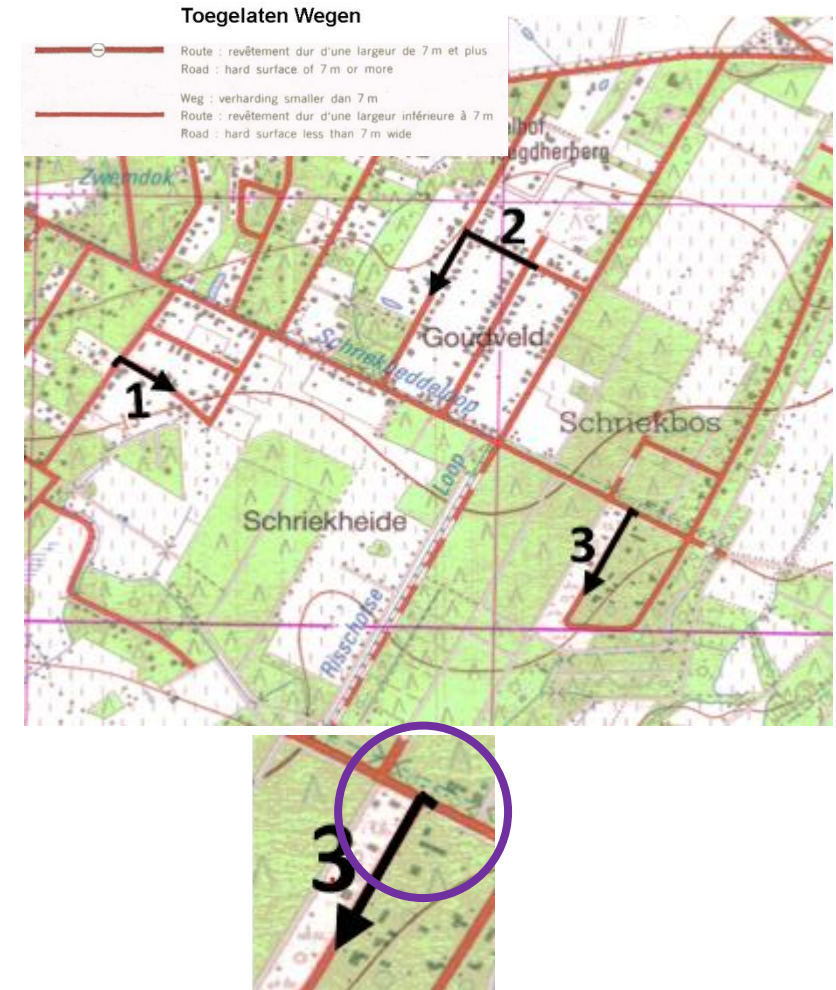 Toegelaten Wegen
Route : revêtement dur d'une largeur de 7 m et plus
Road : hard surface of 7 m or more
Weg : verharding smaller dan 7 m
Route : revêtement dur d'une largeur inférieure à 7 m
Road : hard surface less than 7 m wide
Zwemdok
2
Goudveld
Schriekbeddeloop
1
Schriekbos
Loop
Schriekheide
3
Risschotse
3